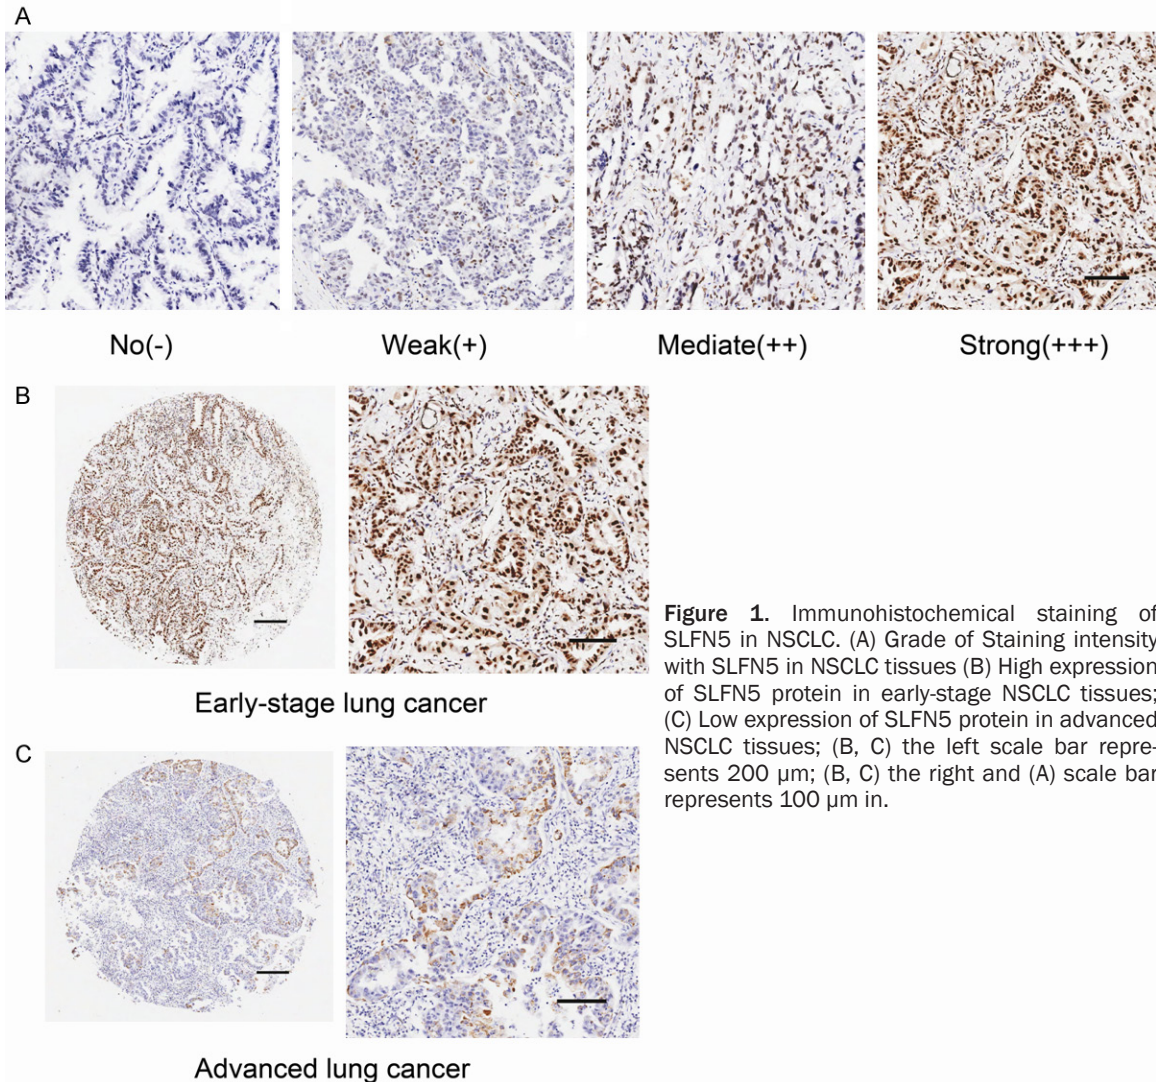 A
No(-)
Weak(+)
Mediate(++)
Strong(+++)
B
Early-stage lung cancer
C
Advanced lung cancer
Figure 1. Immunohistochemical staining of
SLFN5 in NSCLC. (A) Grade of Staining intensity
with SLFN5 in NSCLC tissues (B) High expression
of SLFN5 protein in early-stage NSCLC tissues;
(C) Low expression of SLFN5 protein in advanced
NSCLC tissues; (B, C) the left scale bar repre-
sents 200 µm; (B, C) the right and (A) scale bar
represents 100 µm in.